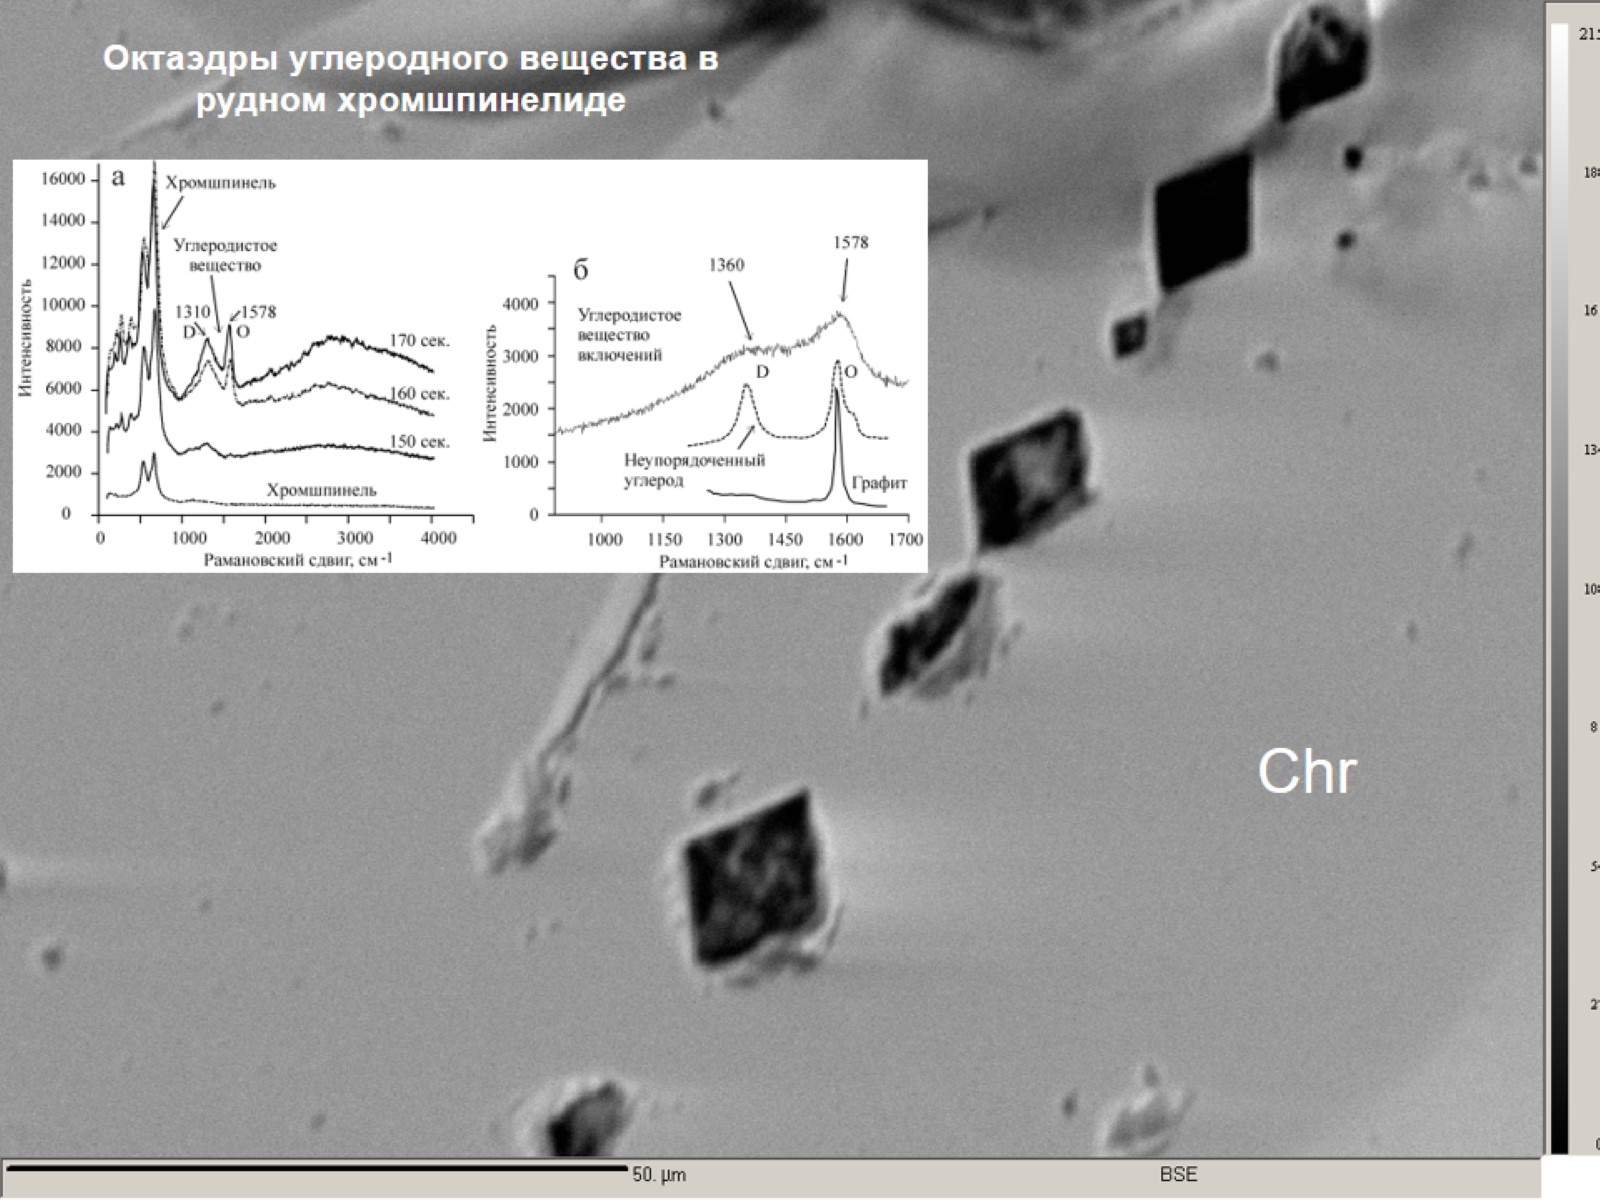 Октаэдры углеродного вещества в
рудном хромшпинелиде
а
Хромшпинель
Углеродистое
вещество
1310
1578
D
O
170 сек.
160 сек.
150 сек.
Хромшпинель
16000
14000
12000
10000
8000
6000
4000
2000
0
Интенсивность
0 1000 2000 3000 4000
Рамановский сдвиг, см -1
б
1578
1360
Углеродистое
вещество
включений
D
O
Неупорядоченный
углерод
Графит
4000
3000
2000
1000
0
Интенсивность
1000 1150 1300 1450 1600 1700
Рамановский сдвиг, см -1
Chr
16
8
50. µm
BSE